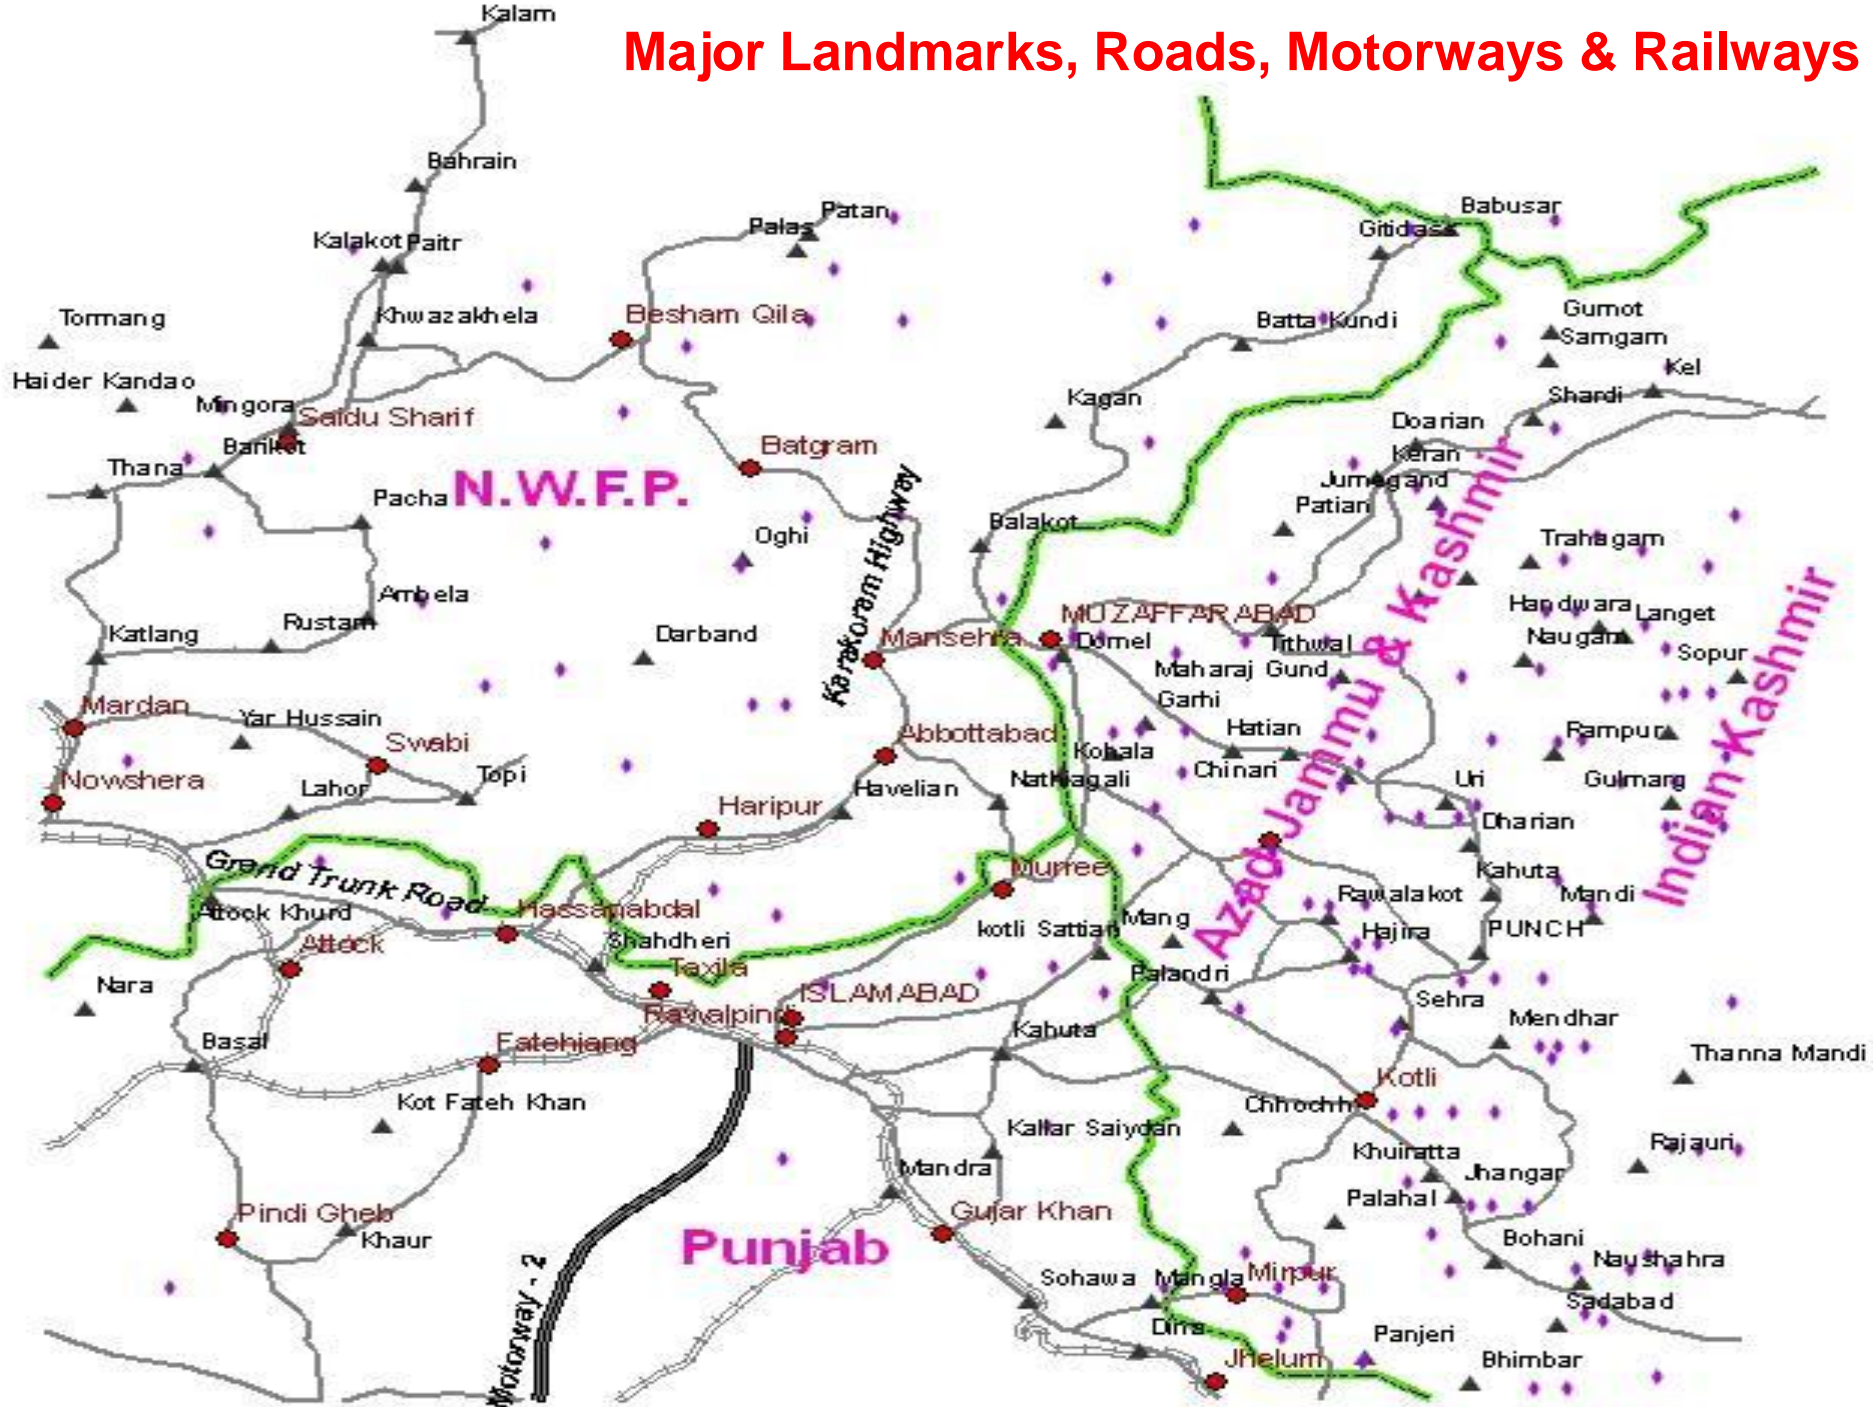 Kalam
Major Landmarks, Roads, Motorways & Railways
Bahrain
Patan
Babusar
Palas
Gitidass
Kalakot
Paitr
Tormang
Khwazakhela
Besham Qila
Batta Kundi
Gumot
Samgam
Haider Kandao
Kel
Mingora
Saidu Sharif
Kagan
Shardi
Doarian
Barikot
Batgram
Keran
Thana
Jumagand
Pacha
N.W.F.P.
Patian
Karakoram Highway
Balakot
Oghi
Trahagam
Azad Jammu & Kashmir
Indian Kashmir
Ambela
Handwara
Langet
Rustam
Katlang
Darband
Mansehra
MUZAFFARABAD
Domel
Tithwal
Naugam
Sopur
Maharaj Gund
Mardan
Yar Hussain
Garhi
Swabi
Abbottabad
Hatian
Rampur
Kohala
Nowshera
Lahor
Topi
Havelian
Nathiagali
Chinari
Uri
Gulmarg
Haripur
Dharian
Grand Trunk Road
Murree
Kahuta
Attock Khurd
Hassanabdal
Rawalakot
Mandi
Attock
Shahdheri
kotli Sattian
Mang
Hajira
PUNCH
Taxila
Palandri
Nara
ISLAMABAD
Sehra
Rawalpindi
Mendhar
Basal
Fatehjang
Kahuta
Thanna Mandi
Kotli
Kot Fateh Khan
Chhochh
Kallar Saiydan
Rajauri
Mandra
Khuiratta
Jhangar
Palahal
Pindi Gheb
Khaur
Punjab
Gujar Khan
Bohani
Motorway - 2
Sohawa
Mangla
Mirpur
Naushahra
Sadabad
Dina
Panjeri
Jhelum
Bhimbar